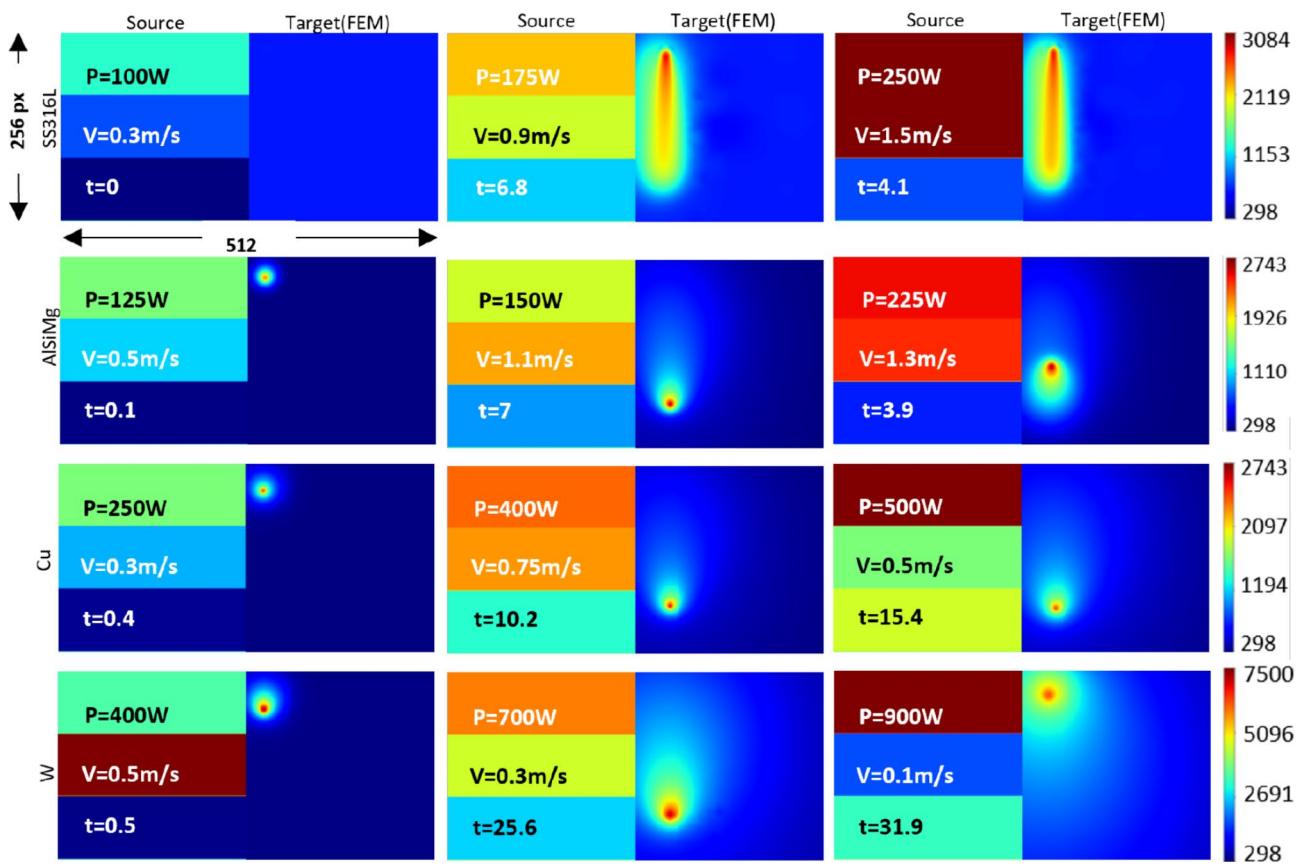 Source Target(FEM) Source Target(FEM) Source Target(FEM)
256 px
SS316L
P=100W P=175W P=250W
V=0.3m/s V=0.9m/s V=1.5m/s
t=0 t=6.8 t=4.1
3084
2119
1153
298
512
AlSiMg
P=125W P=150W P=225W
V=0.5m/s V=1.1m/s V=1.3m/s
t=0.1 t=7 t=3.9
2743
1926
1110
298
Cu
P=250W P=400W P=500W
V=0.3m/s V=0.75m/s V=0.5m/s
t=0.4 t=10.2 t=15.4
2743
2097
1194
298
W
P=400W P=700W P=900W
V=0.5m/s V=0.3m/s V=0.1m/s
t=0.5 t=25.6 t=31.9
7500
5096
2691
298